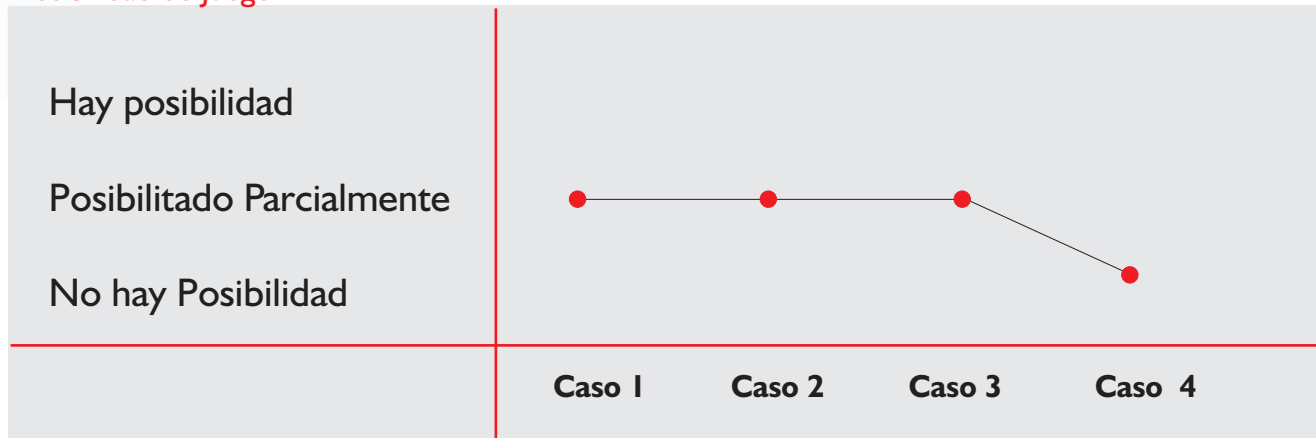 Hay posibilidad
Posibilitado Parcialmente
No hay Posibilidad
Caso 1
Caso 2
Caso 3
Caso 4